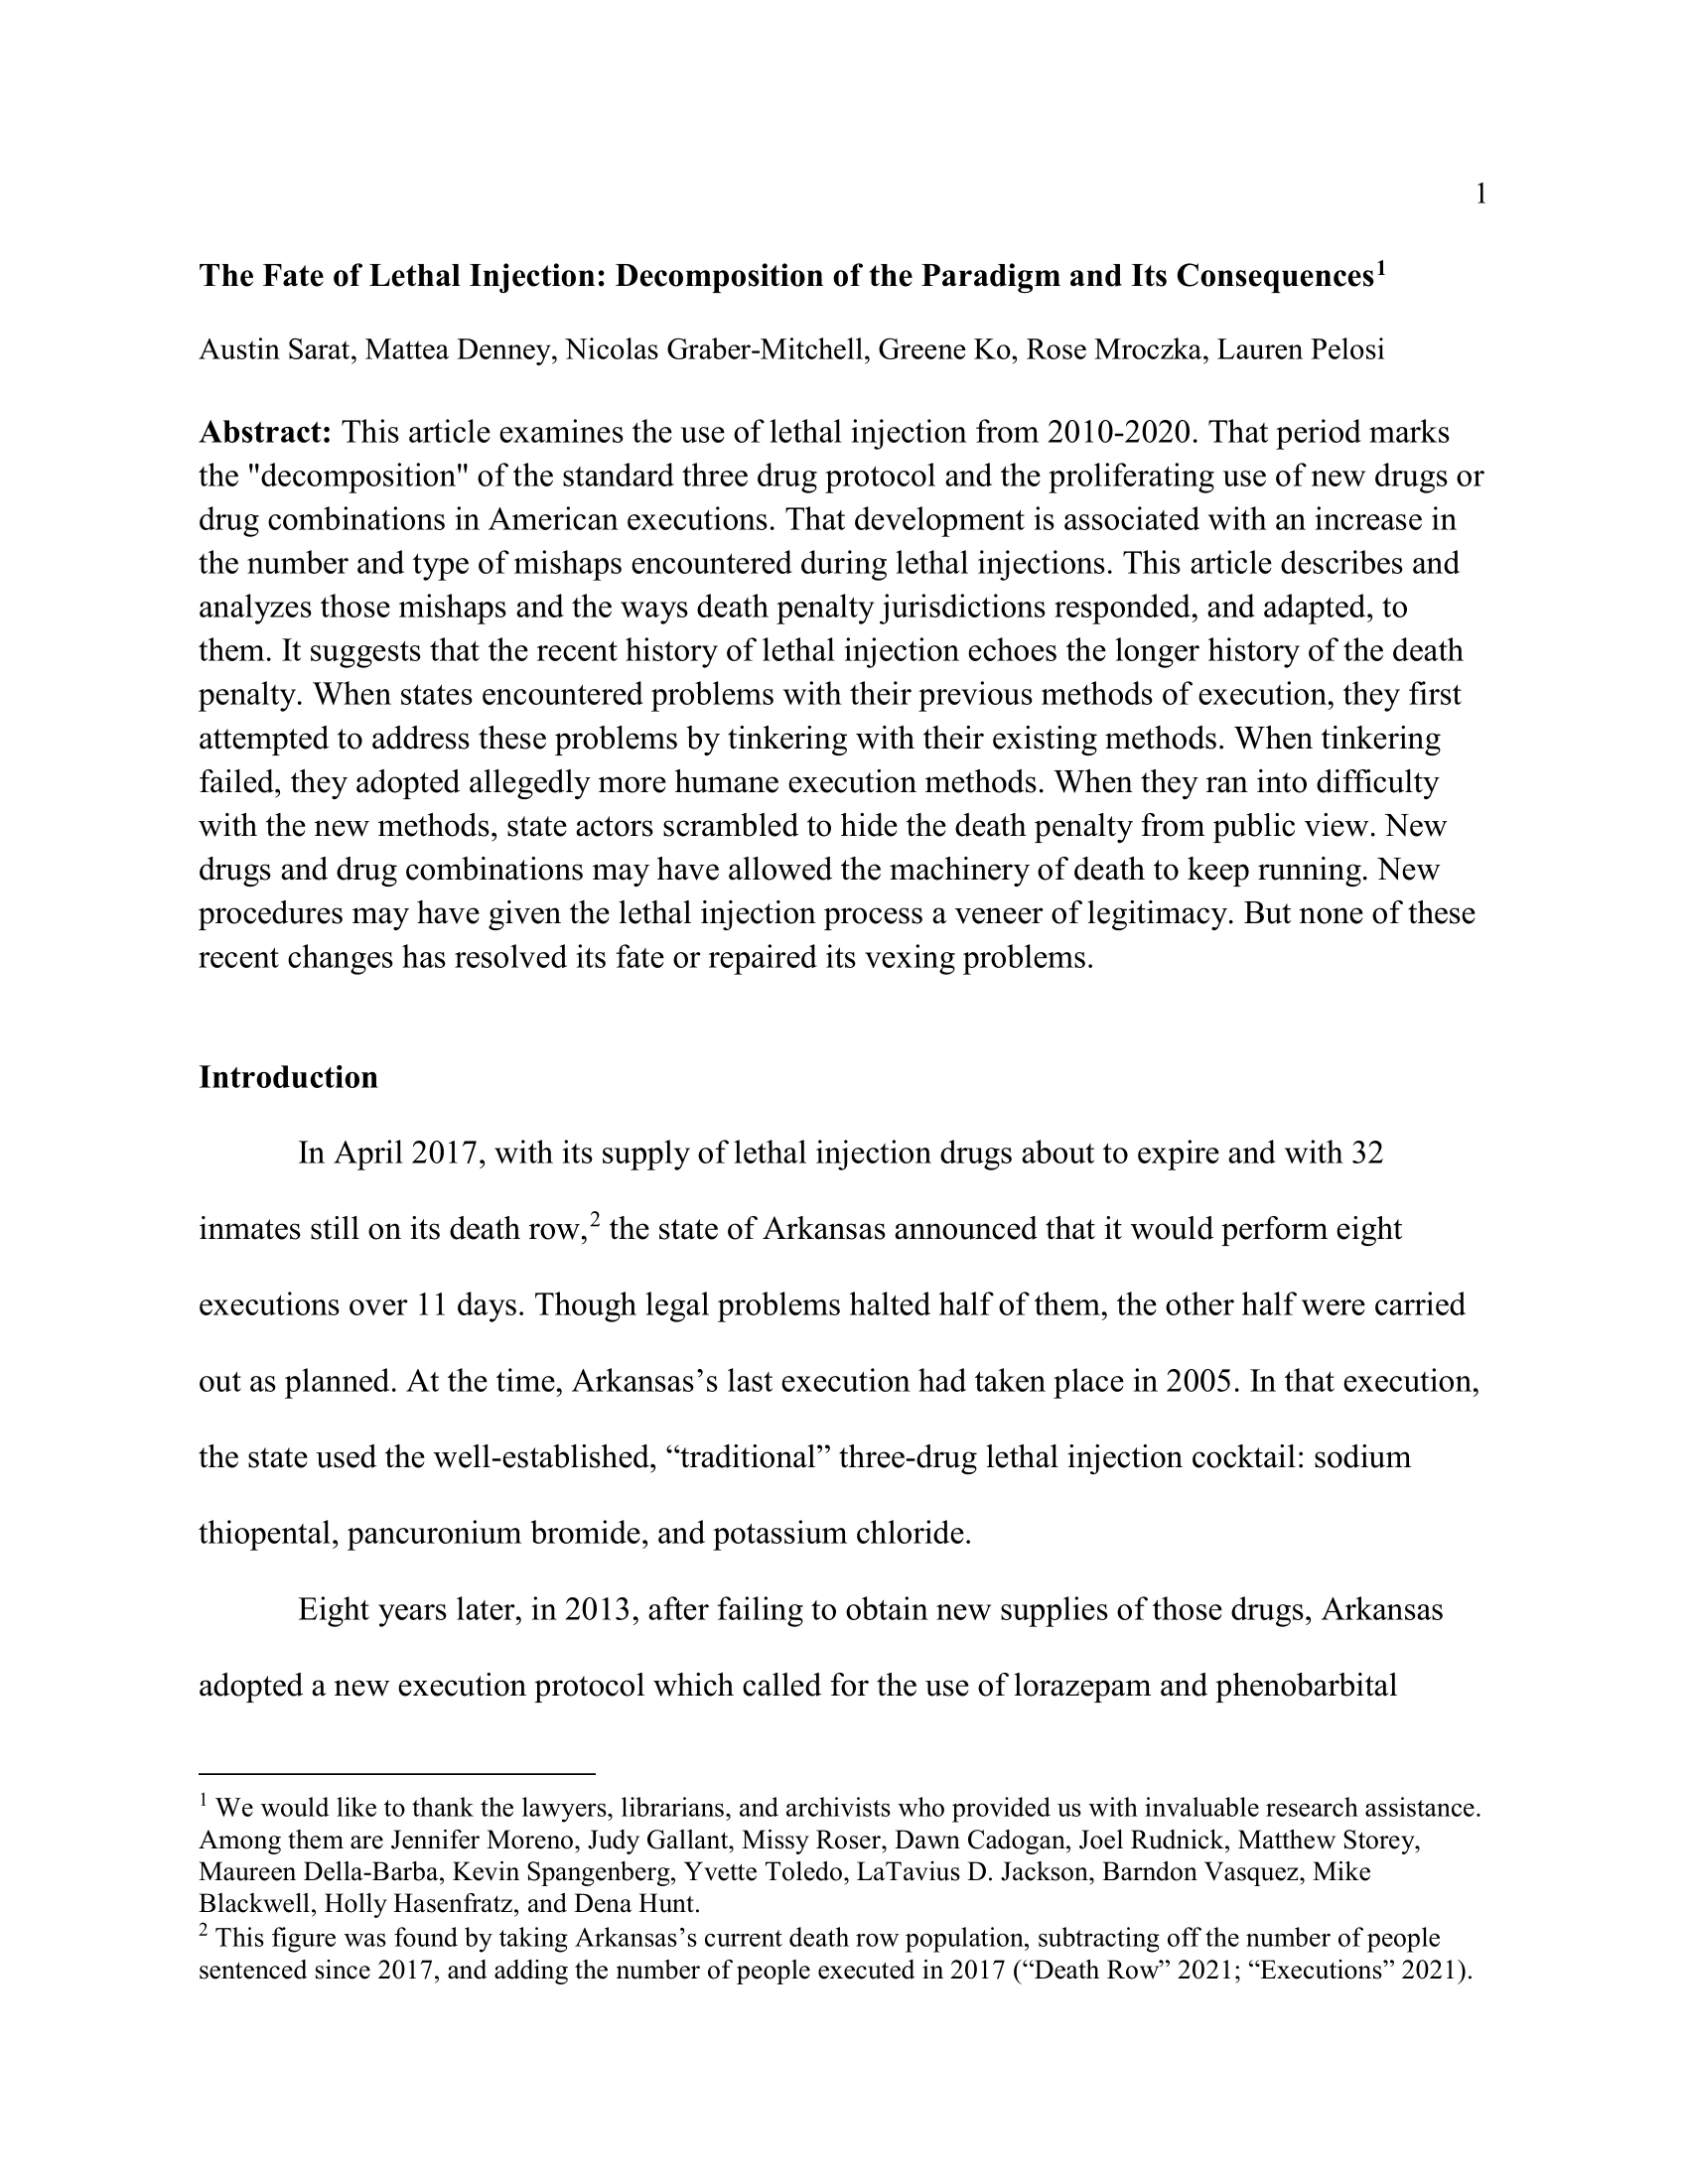 1
The Fate of Lethal Injection: Decomposition of the Paradigm and Its Consequences1
Austin Sarat, Mattea Denney, Nicolas Graber-Mitchell, Greene Ko, Rose Mroczka, Lauren Pelosi
Abstract: This article examines the use of lethal injection from 2010-2020. That period marks
the "decomposition" of the standard three drug protocol and the proliferating use of new drugs or
drug combinations in American executions. That development is associated with an increase in
the number and type of mishaps encountered during lethal injections. This article describes and
analyzes those mishaps and the ways death penalty jurisdictions responded, and adapted, to
them. It suggests that the recent history of lethal injection echoes the longer history of the death
penalty. When states encountered problems with their previous methods of execution, they first
attempted to address these problems by tinkering with their existing methods. When tinkering
failed, they adopted allegedly more humane execution methods. When they ran into difficulty
with the new methods, state actors scrambled to hide the death penalty from public view. New
drugs and drug combinations may have allowed the machinery of death to keep running. New
procedures may have given the lethal injection process a veneer of legitimacy. But none of these
recent changes has resolved its fate or repaired its vexing problems.
Introduction
In April 2017, with its supply of lethal injection drugs about to expire and with 32
inmates still on its death row,2 the state of Arkansas announced that it would perform eight
executions over 11 days. Though legal problems halted half of them, the other half were carried
out as planned. At the time, Arkansas’s last execution had taken place in 2005. In that execution,
the state used the well-established, “traditional” three-drug lethal injection cocktail: sodium
thiopental, pancuronium bromide, and potassium chloride.
Eight years later, in 2013, after failing to obtain new supplies of those drugs, Arkansas
adopted a new execution protocol which called for the use of lorazepam and phenobarbital
1 We would like to thank the lawyers, librarians, and archivists who provided us with invaluable research assistance.
Among them are Jennifer Moreno, Judy Gallant, Missy Roser, Dawn Cadogan, Joel Rudnick, Matthew Storey,
Maureen Della-Barba, Kevin Spangenberg, Yvette Toledo, LaTavius D. Jackson, Barndon Vasquez, Mike
Blackwell, Holly Hasenfratz, and Dena Hunt.
2 This figure was found by taking Arkansas’s current death row population, subtracting off the number of people
sentenced since 2017, and adding the number of people executed in 2017 (“Death Row” 2021; “Executions” 2021).